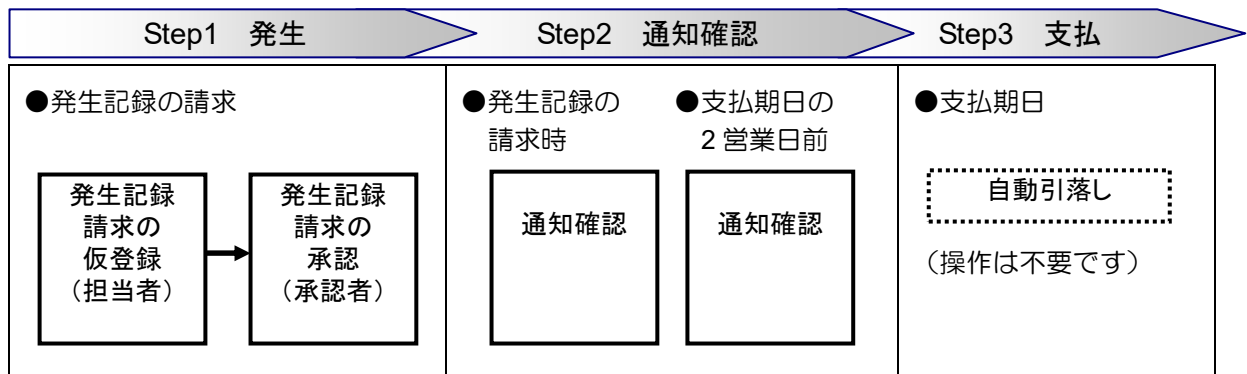 Step1 発生
Step2 通知確認
Step3 支払
●発生記録の請求
発生記録
請求の
仮登録
（担当者）
発生記録
請求の
承認
（承認者）
●発生記録の
請求時
通知確認
●支払期日の
2 営業日前
通知確認
●支払期日
自動引落し
（操作は不要です）